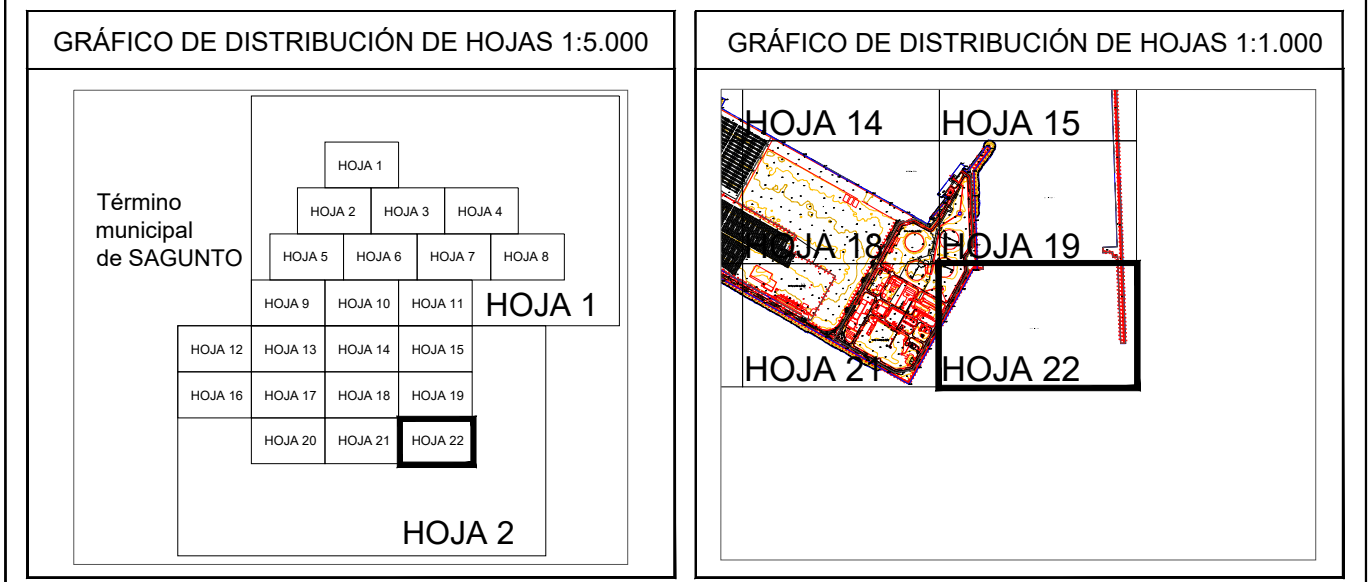 GRÁFICO DE DISTRIBUCIÓN DE HOJAS 1:5.000
Término
municipal
de SAGUNTO
HOJA 1
HOJA 2
HOJA 3
HOJA 4
HOJA 5
HOJA 6
HOJA 7
HOJA 8
HOJA 9
HOJA 10
HOJA 11
HOJA 1
HOJA 12
HOJA 13
HOJA 14
HOJA 15
HOJA 16
HOJA 17
HOJA 18
HOJA 19
HOJA 20
HOJA 21
HOJA 22
HOJA 2
GRÁFICO DE DISTRIBUCIÓN DE HOJAS 1:1.000
HOJA 14
HOJA 15
HOJA 18
HOJA 19
HOJA 21
HOJA 22